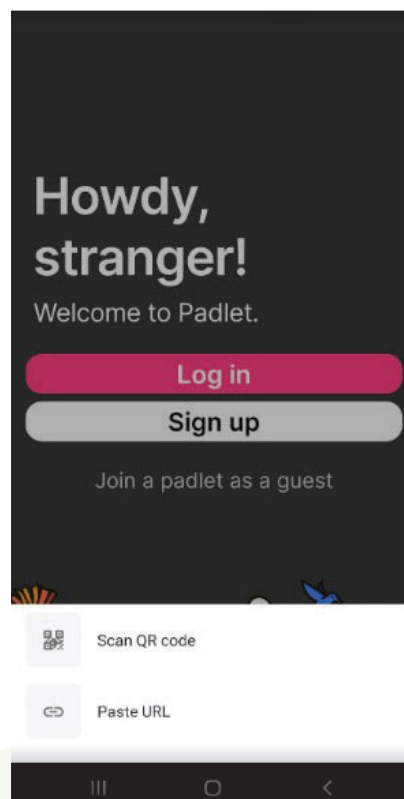 Howdy,
stranger!
Welcome to Padlet.
Log in
Sign up
Join a padlet as a guest
Scan QR code
Paste URL